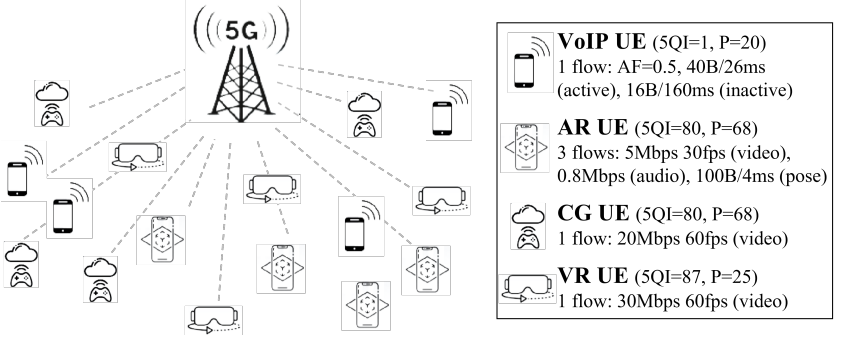 5G
VoIP UE (5QI=1, P=20)
1 flow: AF=0.5, 40B/26ms
(active), 16B/160ms (inactive)
AR UE (5QI=80, P=68)
3 flows: 5Mbps 30fps (video),
0.8Mbps (audio), 100B/4ms (pose)
CG UE (5QI=80, P=68)
1 flow: 20Mbps 60fps (video)
VR UE (5QI=87, P=25)
1 flow: 30Mbps 60fps (video)